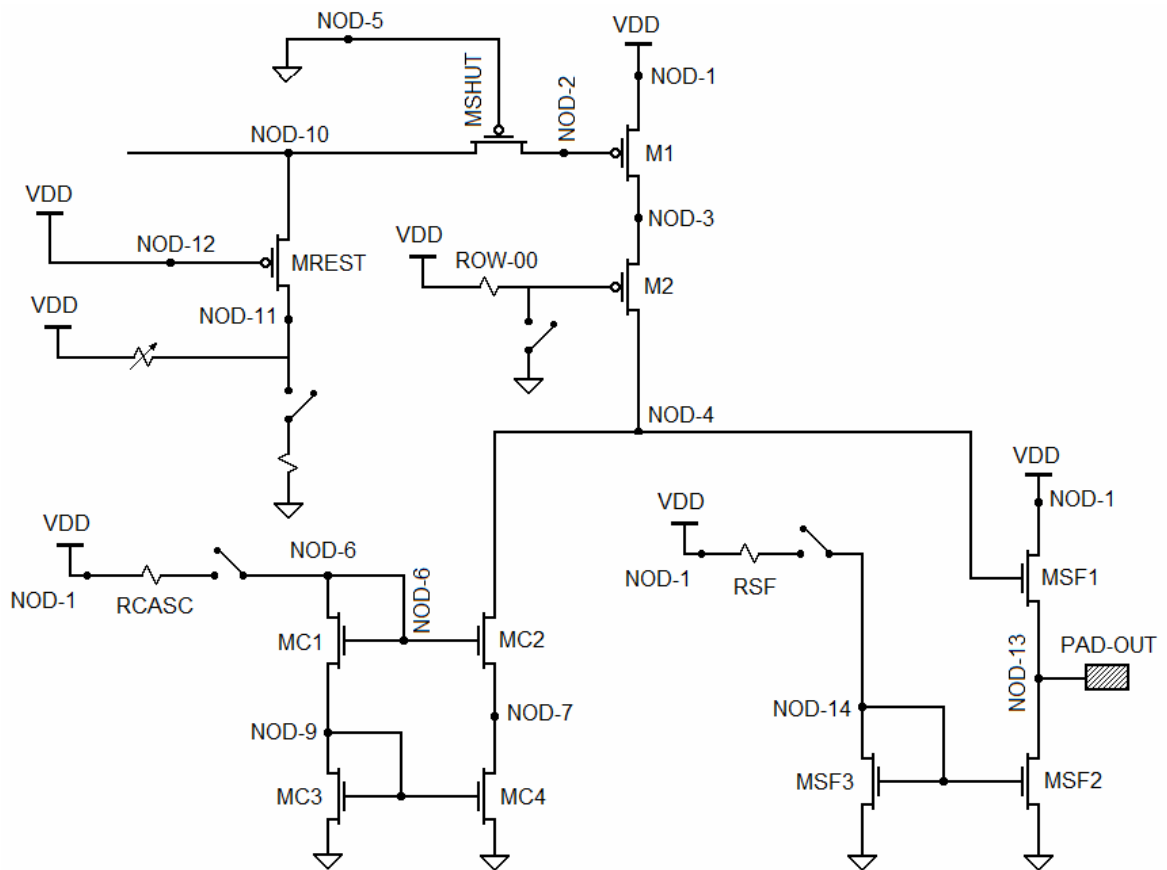 NOD-5
VDD
NOD-1
MSHUT
NOD-2
NOD-10
M1
VDD
NOD-12
MREST
NOD-3
VDD
ROW-00
M2
VDD
NOD-11
NOD-4
VDD
NOD-1
VDD
NOD-6
NOD-1
RCASC
NOD-6
MC1
MC2
VDD
NOD-1
RSF
MSF1
NOD-13
PAD-OUT
NOD-9
NOD-7
NOD-14
MC3
MC4
MSF3
MSF2